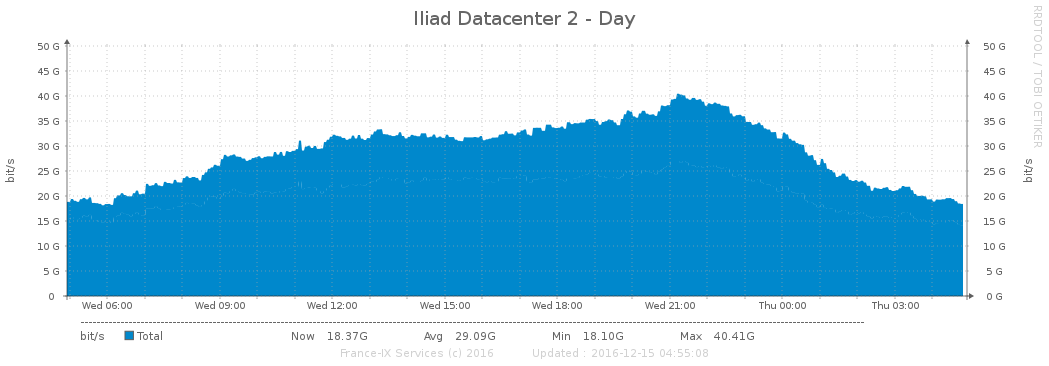 Iliad Datacenter 2 - Day
RRDTOOL / TOBI OETIKER
50 G 50 G
45 G 45 G
40 G 40 G
35 G 35 G
30 G 30 G
25 G 25 G
20 G 20 G
15 G 15 G
10 G 10 G
5 G 5 G
0 0 G
bit/s bit/s
Wed 06:00 Wed 09:00 Wed 12:00 Wed 15:00 Wed 18:00 Wed 21:00 Thu 00:00 Thu 03:00
bit/s Total Now 18.37G Avg 29.09G Min 18.10G Max 40.41G
France-IX Services (c) 2016 Updated : 2016-12-15 04:55:08